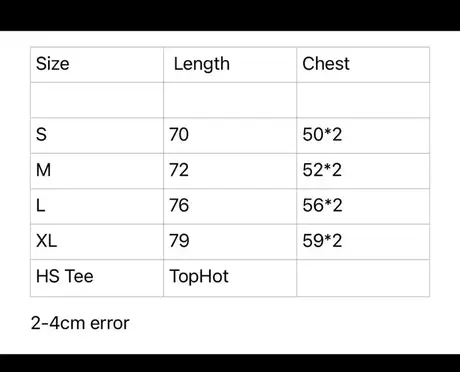 Size Length Chest
S 70 50*2
M 72 52*2
L 76 56*2
XL 79 59*2
HS Tee TopHot
2-4cm error